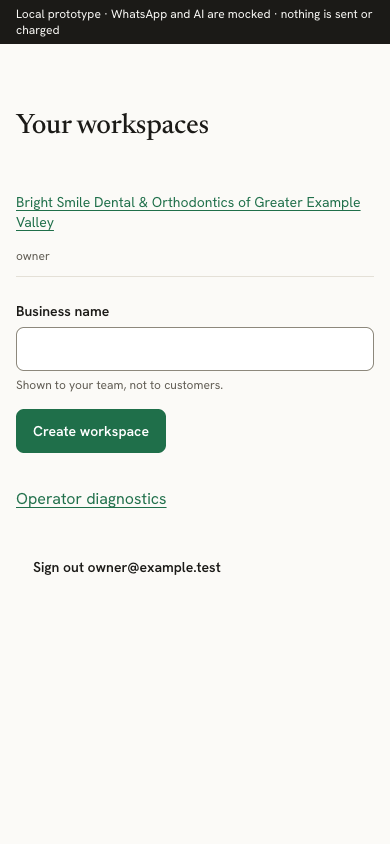 Local prototype · WhatsApp and AI are mocked · nothing is sent or
charged
Your workspaces
Bright Smile Dental & Orthodontics of Greater Example
Valley
owner
Business name
Shown to your team, not to customers.
Create workspace
Operator diagnostics
Sign out owner@example.test